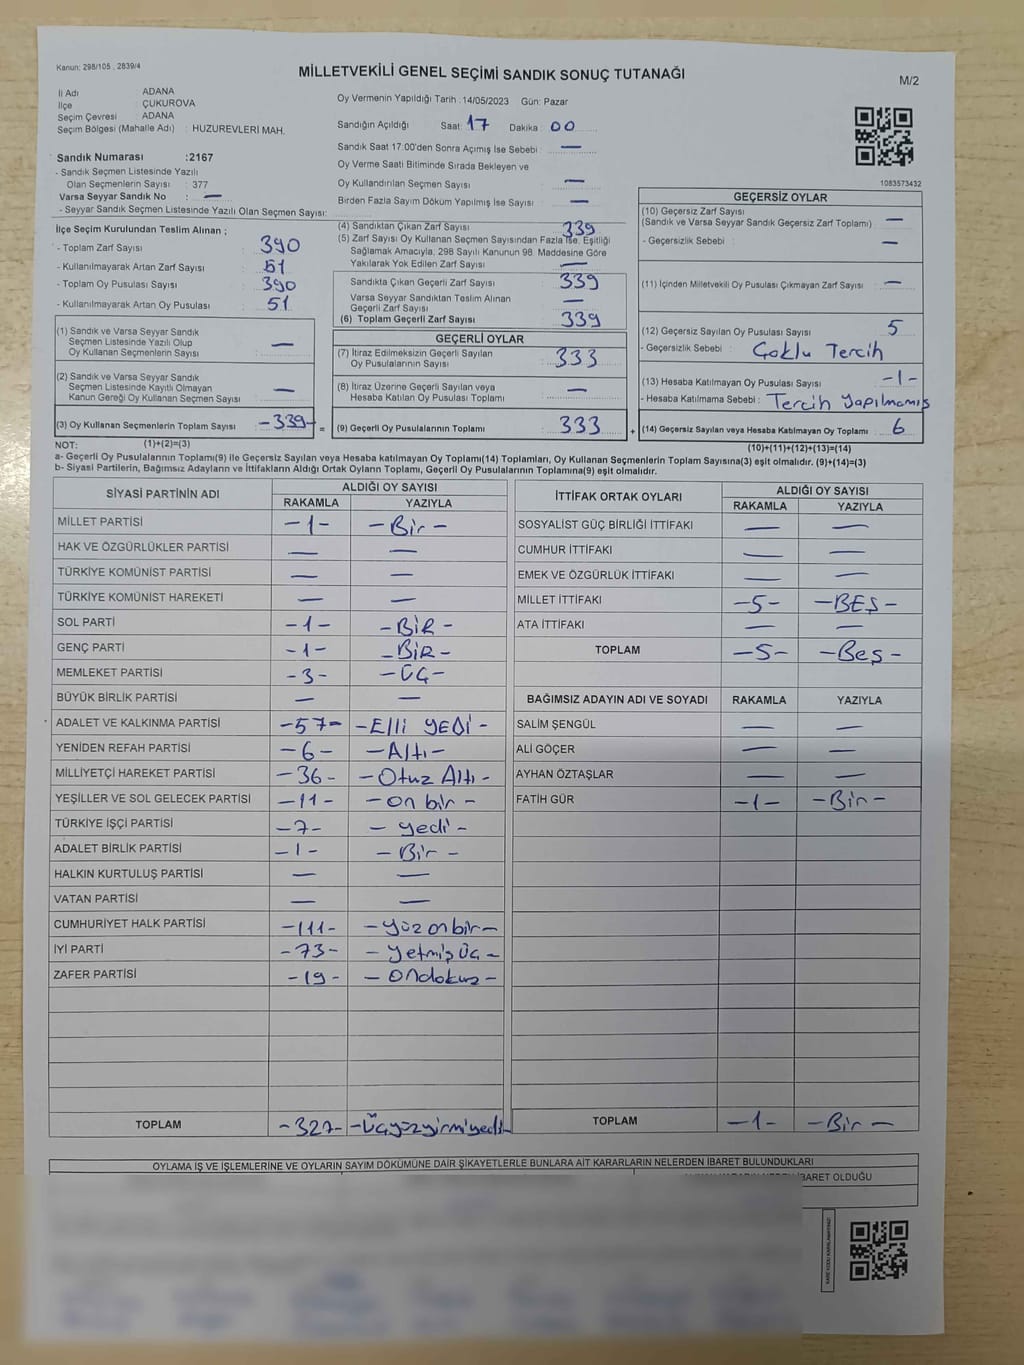 Kanun: 298/105 , 2839/4
MİLLETVEKİLİ GENEL SEÇİMİ SANDIK SONUÇ TUTANAĞI
M/2
İl Adı ADANA
İlçe ÇUKUROVA
Seçim Çevresi ADANA
Seçim Bölgesi (Mahalle Adı) : HUZUREVLERİ MAH.
Sandık Numarası :2167
- Sandık Seçmen Listesinde Yazılı
Olan Seçmenlerin Sayısı : 377
Varsa Seyyar Sandık No : —
- Seyyar Sandık Seçmen Listesinde Yazılı Olan Seçmen Sayısı:
Oy Vermenin Yapıldığı Tarih :14/05/2023 Gün: Pazar
Sandığın Açıldığı Saat: 17 Dakika: 00
Sandık Saat 17:00'den Sonra Açımış İse Sebebi : —
Oy Verme Saati Bitiminde Sırada Bekleyen ve
Oy Kullandırılan Seçmen Sayısı : —
Birden Fazla Sayım Döküm Yapılmış İse Sayısı : —
1083573432
İlçe Seçim Kurulundan Teslim Alınan ;
- Toplam Zarf Sayısı : 390
- Kullanılmayarak Artan Zarf Sayısı : 51
- Toplam Oy Pusulası Sayısı : 390
- Kullanılmayarak Artan Oy Pusulası : 51
(1) Sandık ve Varsa Seyyar Sandık
Seçmen Listesinde Yazılı Olup
Oy Kullanan Seçmenlerin Sayısı : —
(2) Sandık ve Varsa Seyyar Sandık
Seçmen Listesinde Kayıtlı Olmayan
Kanun Gereği Oy Kullanan Seçmen Sayısı : —
(3) Oy Kullanan Seçmenlerin Toplam Sayısı : -339- =
(4) Sandıktan Çıkan Zarf Sayısı : 339
(5) Zarf Sayısı Oy Kullanan Seçmen Sayısından Fazla İse, Eşitliği
Sağlamak Amacıyla, 298 Sayılı Kanunun 98. Maddesine Göre
Yakılarak Yok Edilen Zarf Sayısı : —
Sandıkta Çıkan Geçerli Zarf Sayısı : 339
Varsa Seyyar Sandıktan Teslim Alınan
Geçerli Zarf Sayısı : —
(6) Toplam Geçerli Zarf Sayısı : 339
GEÇERLİ OYLAR
(7) İtiraz Edilmeksizin Geçerli Sayılan
Oy Pusulalarının Sayısı : 333
(8) İtiraz Üzerine Geçerli Sayılan veya
Hesaba Katılan Oy Pusulası Toplamı : —
(9) Geçerli Oy Pusulalarının Toplamı : 333 +
GEÇERSİZ OYLAR
(10) Geçersiz Zarf Sayısı
(Sandık ve Varsa Seyyar Sandık Geçersiz Zarf Toplamı) : —
- Geçersizlik Sebebi : —
(11) İçinden Milletvekili Oy Pusulası Çıkmayan Zarf Sayısı : —
(12) Geçersiz Sayılan Oy Pusulası Sayısı : 5
- Geçersizlik Sebebi : Çoklu Tercih
(13) Hesaba Katılmayan Oy Pusulası Sayısı : -1-
- Hesaba Katılmama Sebebi : Tercih Yapılmamış
(14) Geçersiz Sayılan veya Hesaba Katılmayan Oy Toplamı : 6
NOT: (1)+(2)=(3)
(10)+(11)+(12)+(13)=(14)
a- Geçerli Oy Pusulalarının Toplamı(9) ile Geçersiz Sayılan veya Hesaba katılmayan Oy Toplamı(14) Toplamları, Oy Kullanan Seçmenlerin Toplam Sayısına(3) eşit olmalıdır. (9)+(14)=(3)
b- Siyasi Partilerin, Bağımsız Adayların ve İttifakların Aldığı Ortak Oyların Toplamı, Geçerli Oy Pusulalarının Toplamına(9) eşit olmalıdır.
SİYASİ PARTİNİN ADI ALDIĞI OY SAYISI
RAKAMLA YAZIYLA
MİLLET PARTİSİ -1- -Bir-
HAK VE ÖZGÜRLÜKLER PARTİSİ — —
TÜRKİYE KOMÜNİST PARTİSİ — —
TÜRKİYE KOMÜNİST HAREKETİ — —
SOL PARTİ -1- -BİR-
GENÇ PARTİ -1- -BİR-
MEMLEKET PARTİSİ -3- -ÜÇ-
BÜYÜK BİRLİK PARTİSİ — —
ADALET VE KALKINMA PARTİSİ -57- -Elli YEDİ-
YENİDEN REFAH PARTİSİ -6- -Altı-
MİLLİYETÇİ HAREKET PARTİSİ -36- -Otuz Altı-
YEŞİLLER VE SOL GELECEK PARTİSİ -11- -on bir-
TÜRKİYE İŞÇİ PARTİSİ -7- -yedi-
ADALET BİRLİK PARTİSİ -1- -Bir-
HALKIN KURTULUŞ PARTİSİ — —
VATAN PARTİSİ — —
CUMHURİYET HALK PARTİSİ -111- -yüz on bir-
İYİ PARTİ -73- -Yetmiş üç-
ZAFER PARTİSİ -19- -Ondokuz-
TOPLAM -327- -Üçyüzyirmiyedi-
İTTİFAK ORTAK OYLARI ALDIĞI OY SAYISI
RAKAMLA YAZIYLA
SOSYALİST GÜÇ BİRLİĞİ İTTİFAKI — —
CUMHUR İTTİFAKI — —
EMEK VE ÖZGÜRLÜK İTTİFAKI — —
MİLLET İTTİFAKI -5- -BEŞ-
ATA İTTİFAKI — —
TOPLAM -5- -Beş-
BAĞIMSIZ ADAYIN ADI VE SOYADI RAKAMLA YAZIYLA
SALİM ŞENGÜL — —
ALİ GÖÇER — —
AYHAN ÖZTAŞLAR — —
FATİH GÜR -1- -Bir-
TOPLAM -1- -Bir-
OYLAMA İŞ VE İŞLEMLERİNE VE OYLARIN SAYIM DÖKÜMÜNE DAİR ŞİKAYETLERLE BUNLARA AİT KARARLARIN NELERDEN İBARET BULUNDUKLARI
İBARET OLDUĞU